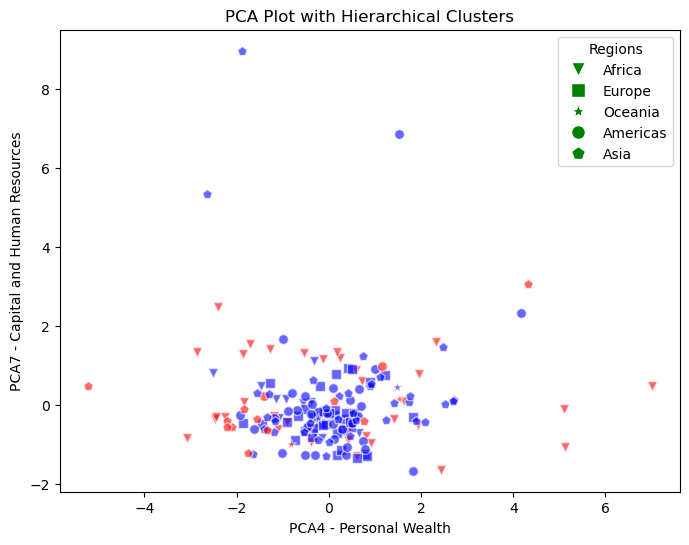 PCA Plot with Hierarchical Clusters
Regions
Africa
Europe
Oceania
Americas
Asia
PCA7 - Capital and Human Resources
8
6
4
2
0
−2
−4
−2
0
2
4
6
PCA4 - Personal Wealth